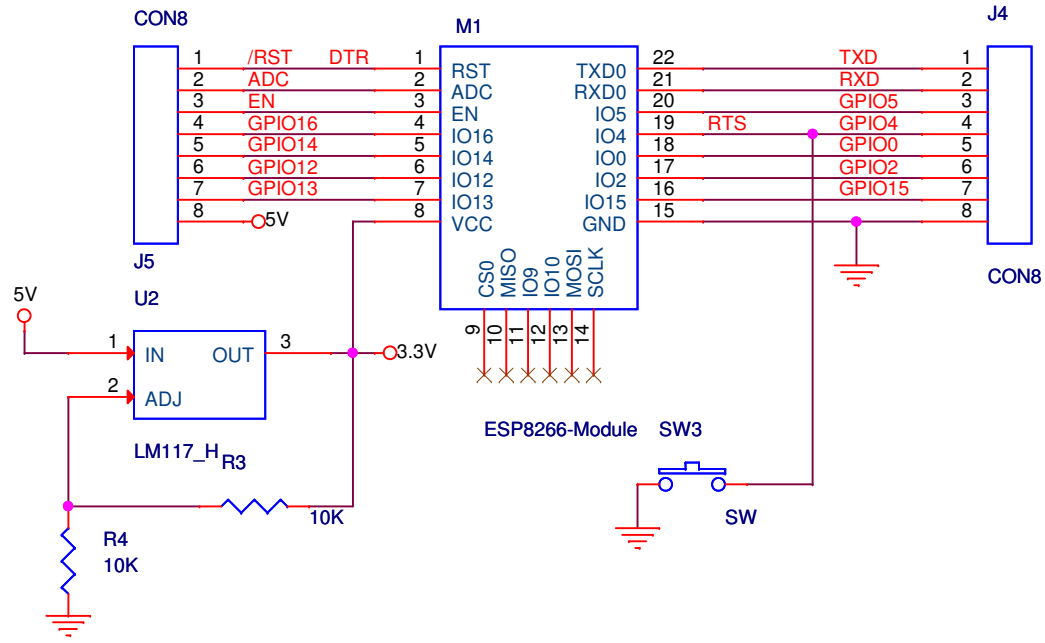 CON8
M1
J4
1 /RST DTR 1 RST TXD0 22 TXD 1
2 ADC 2 ADC RXD0 21 RXD 2
3 EN 3 EN IO5 20 GPIO5 3
4 GPIO16 4 IO16 IO4 19 RTS GPIO4 4
5 GPIO14 5 IO14 IO0 18 GPIO0 5
6 GPIO12 6 IO12 IO2 17 GPIO2 6
7 GPIO13 7 IO13 IO15 16 GPIO15 7
8 5V 8 VCC GND 15 8
J5
CS0
MISO
IO9
IO10
MOSI
SCLK
CON8
U2
5V
9
10
11
12
13
14
1 IN OUT 3 3.3V
2 ADJ
LM117_H
R3
10K
ESP8266-Module
SW3
SW
R4
10K